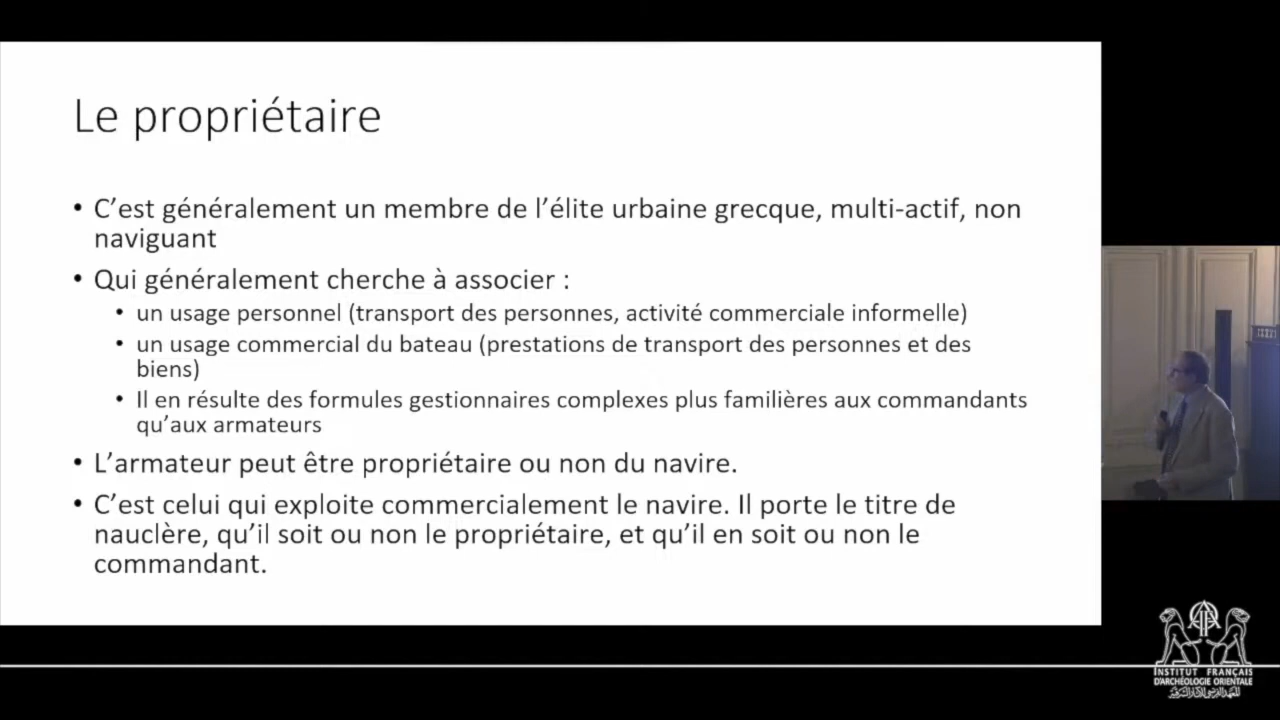 Le propriétaire
• C’est généralement un membre de l’élite urbaine grecque, multi-actif, non
naviguant
• Qui généralement cherche à associer :
• un usage personnel (transport des personnes, activité commerciale informelle)
• un usage commercial du bateau (prestations de transport des personnes et des
biens)
• Il en résulte des formules gestionnaires complexes plus familières aux commandants
qu’aux armateurs
• L’armateur peut être propriétaire ou non du navire.
• C’est celui qui exploite commercialement le navire. Il porte le titre de
nauclère, qu’il soit ou non le propriétaire, et qu’il en soit ou non le
commandant.
INSTITUT FRANÇAIS
D’ARCHÉOLOGIE ORIENTALE